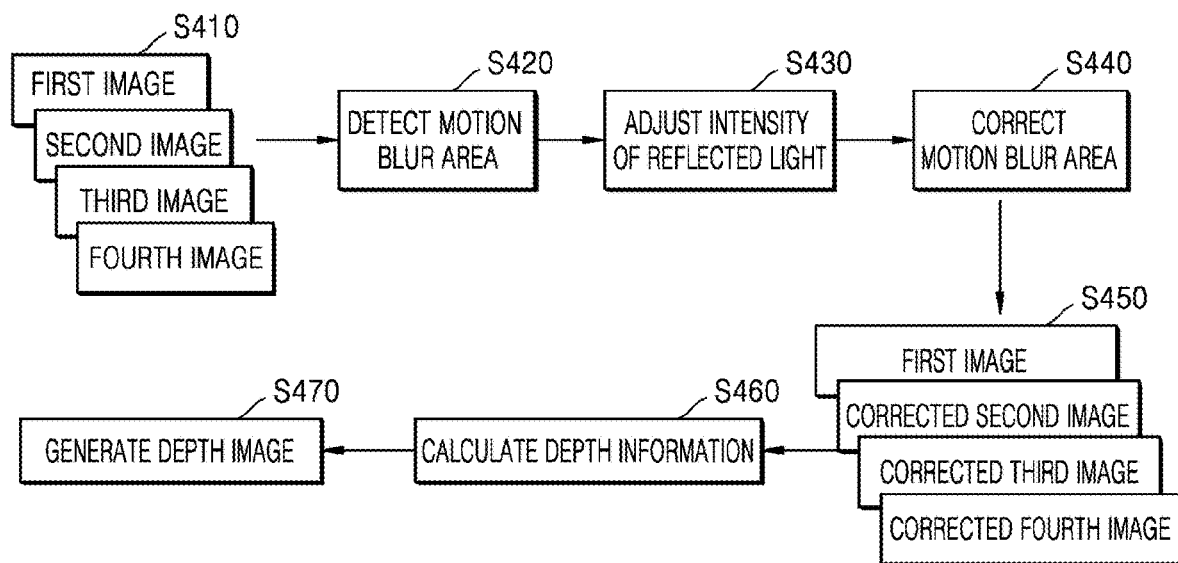 S410
FIRST IMAGE
SECOND IMAGE
THIRD IMAGE
FOURTH IMAGE
S420
DETECT MOTION
BLUR AREA
S430
ADJUST INTENSITY
OF REFLECTED LIGHT
S440
CORRECT
MOTION BLUR AREA
S450
FIRST IMAGE
CORRECTED SECOND IMAGE
CORRECTED THIRD IMAGE
CORRECTED FOURTH IMAGE
S460
CALCULATE DEPTH INFORMATION
S470
GENERATE DEPTH IMAGE